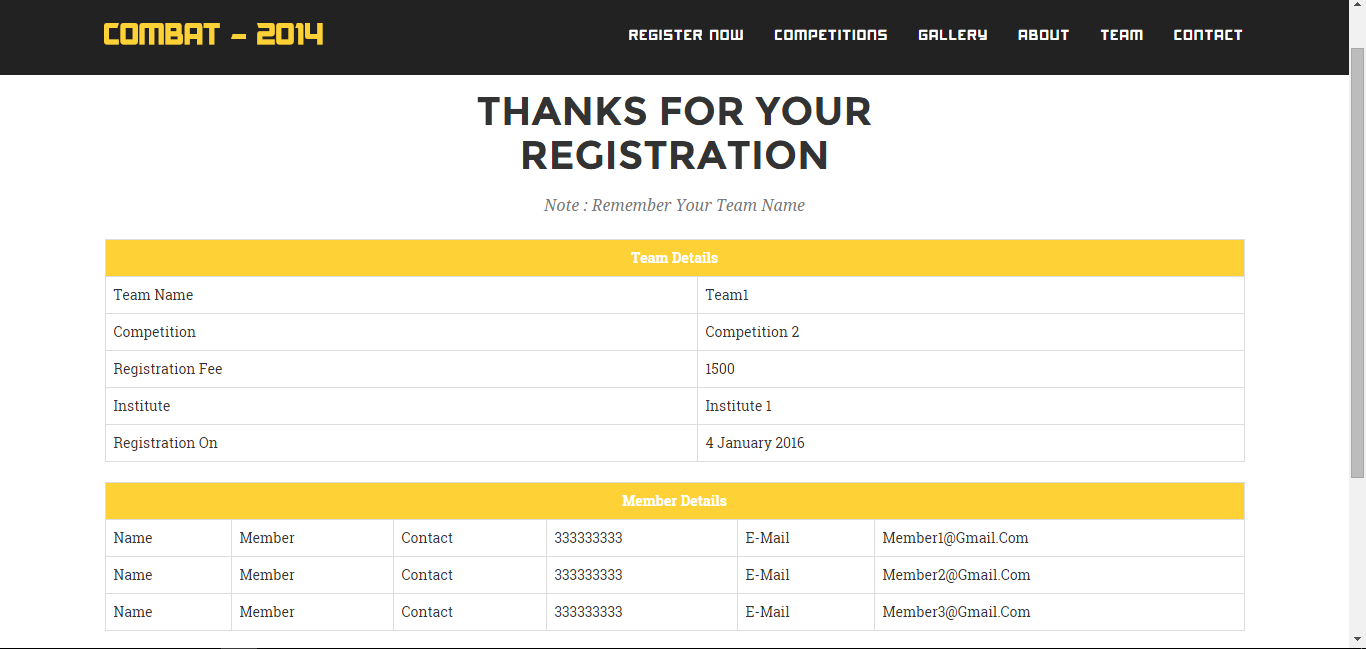 COMBAT - 2014
REGISTER NOW COMPETITIONS GALLERY ABOUT TEAM CONTACT
THANKS FOR YOUR
REGISTRATION
Note : Remember Your Team Name
Team Details
Team Name Team1
Competition Competition 2
Registration Fee 1500
Institute Institute 1
Registration On 4 January 2016
Member Details
Name Member Contact 333333333 E-Mail Member1@Gmail.Com
Name Member Contact 333333333 E-Mail Member2@Gmail.Com
Name Member Contact 333333333 E-Mail Member3@Gmail.Com